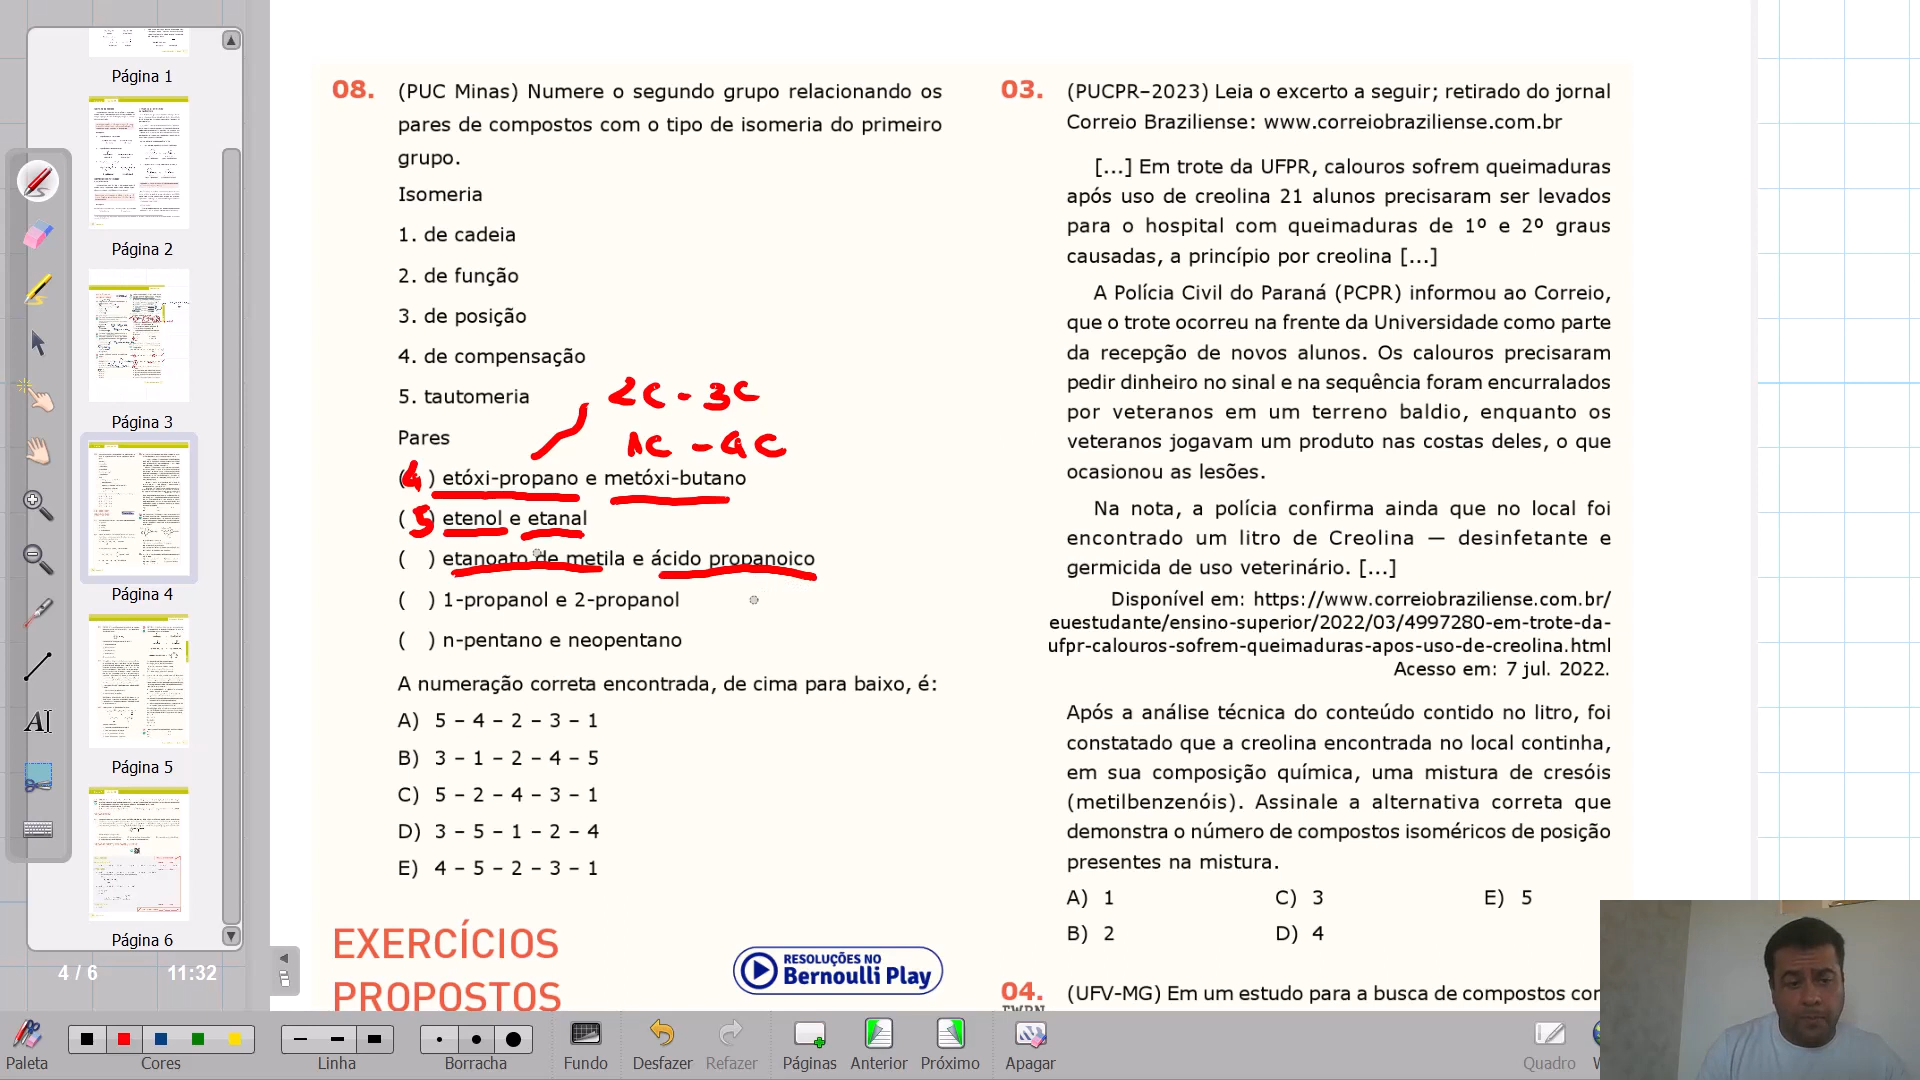 Página 1
Página 2
Página 3
Página 4
Página 5
Página 6
4 / 6
11:32
08. (PUC Minas) Numere o segundo grupo relacionando os
pares de compostos com o tipo de isomeria do primeiro
grupo.
Isomeria
1. de cadeia
2. de função
3. de posição
4. de compensação
5. tautomeria
2C - 3C
1C - 4C
Pares
(4) etóxi-propano e metóxi-butano
(5) etenol e etanal
( ) etanoato de metila e ácido propanoico
( ) 1-propanol e 2-propanol
( ) n-pentano e neopentano
A numeração correta encontrada, de cima para baixo, é:
A) 5 – 4 – 2 – 3 – 1
B) 3 – 1 – 2 – 4 – 5
C) 5 – 2 – 4 – 3 – 1
D) 3 – 5 – 1 – 2 – 4
E) 4 – 5 – 2 – 3 – 1
EXERCÍCIOS
PROPOSTOS
RESOLUÇÕES NO
Bernoulli Play
03. (PUCPR–2023) Leia o excerto a seguir; retirado do jornal
Correio Braziliense: www.correiobraziliense.com.br
[...] Em trote da UFPR, calouros sofrem queimaduras
após uso de creolina 21 alunos precisaram ser levados
para o hospital com queimaduras de 1º e 2º graus
causadas, a princípio por creolina [...]
A Polícia Civil do Paraná (PCPR) informou ao Correio,
que o trote ocorreu na frente da Universidade como parte
da recepção de novos alunos. Os calouros precisaram
pedir dinheiro no sinal e na sequência foram encurralados
por veteranos em um terreno baldio, enquanto os
veteranos jogavam um produto nas costas deles, o que
ocasionou as lesões.
Na nota, a polícia confirma ainda que no local foi
encontrado um litro de Creolina — desinfetante e
germicida de uso veterinário. [...]
Disponível em: https://www.correiobraziliense.com.br/
euestudante/ensino-superior/2022/03/4997280-em-trote-da-
ufpr-calouros-sofrem-queimaduras-apos-uso-de-creolina.html
Acesso em: 7 jul. 2022.
Após a análise técnica do conteúdo contido no litro, foi
constatado que a creolina encontrada no local continha,
em sua composição química, uma mistura de cresóis
(metilbenzenóis). Assinale a alternativa correta que
demonstra o número de compostos isoméricos de posição
presentes na mistura.
A) 1 C) 3 E) 5
B) 2 D) 4
04. (UFV-MG) Em um estudo para a busca de compostos com
Paleta
Cores
Linha
Borracha
Fundo
Desfazer
Refazer
Páginas
Anterior
Próximo
Apagar
Quadro